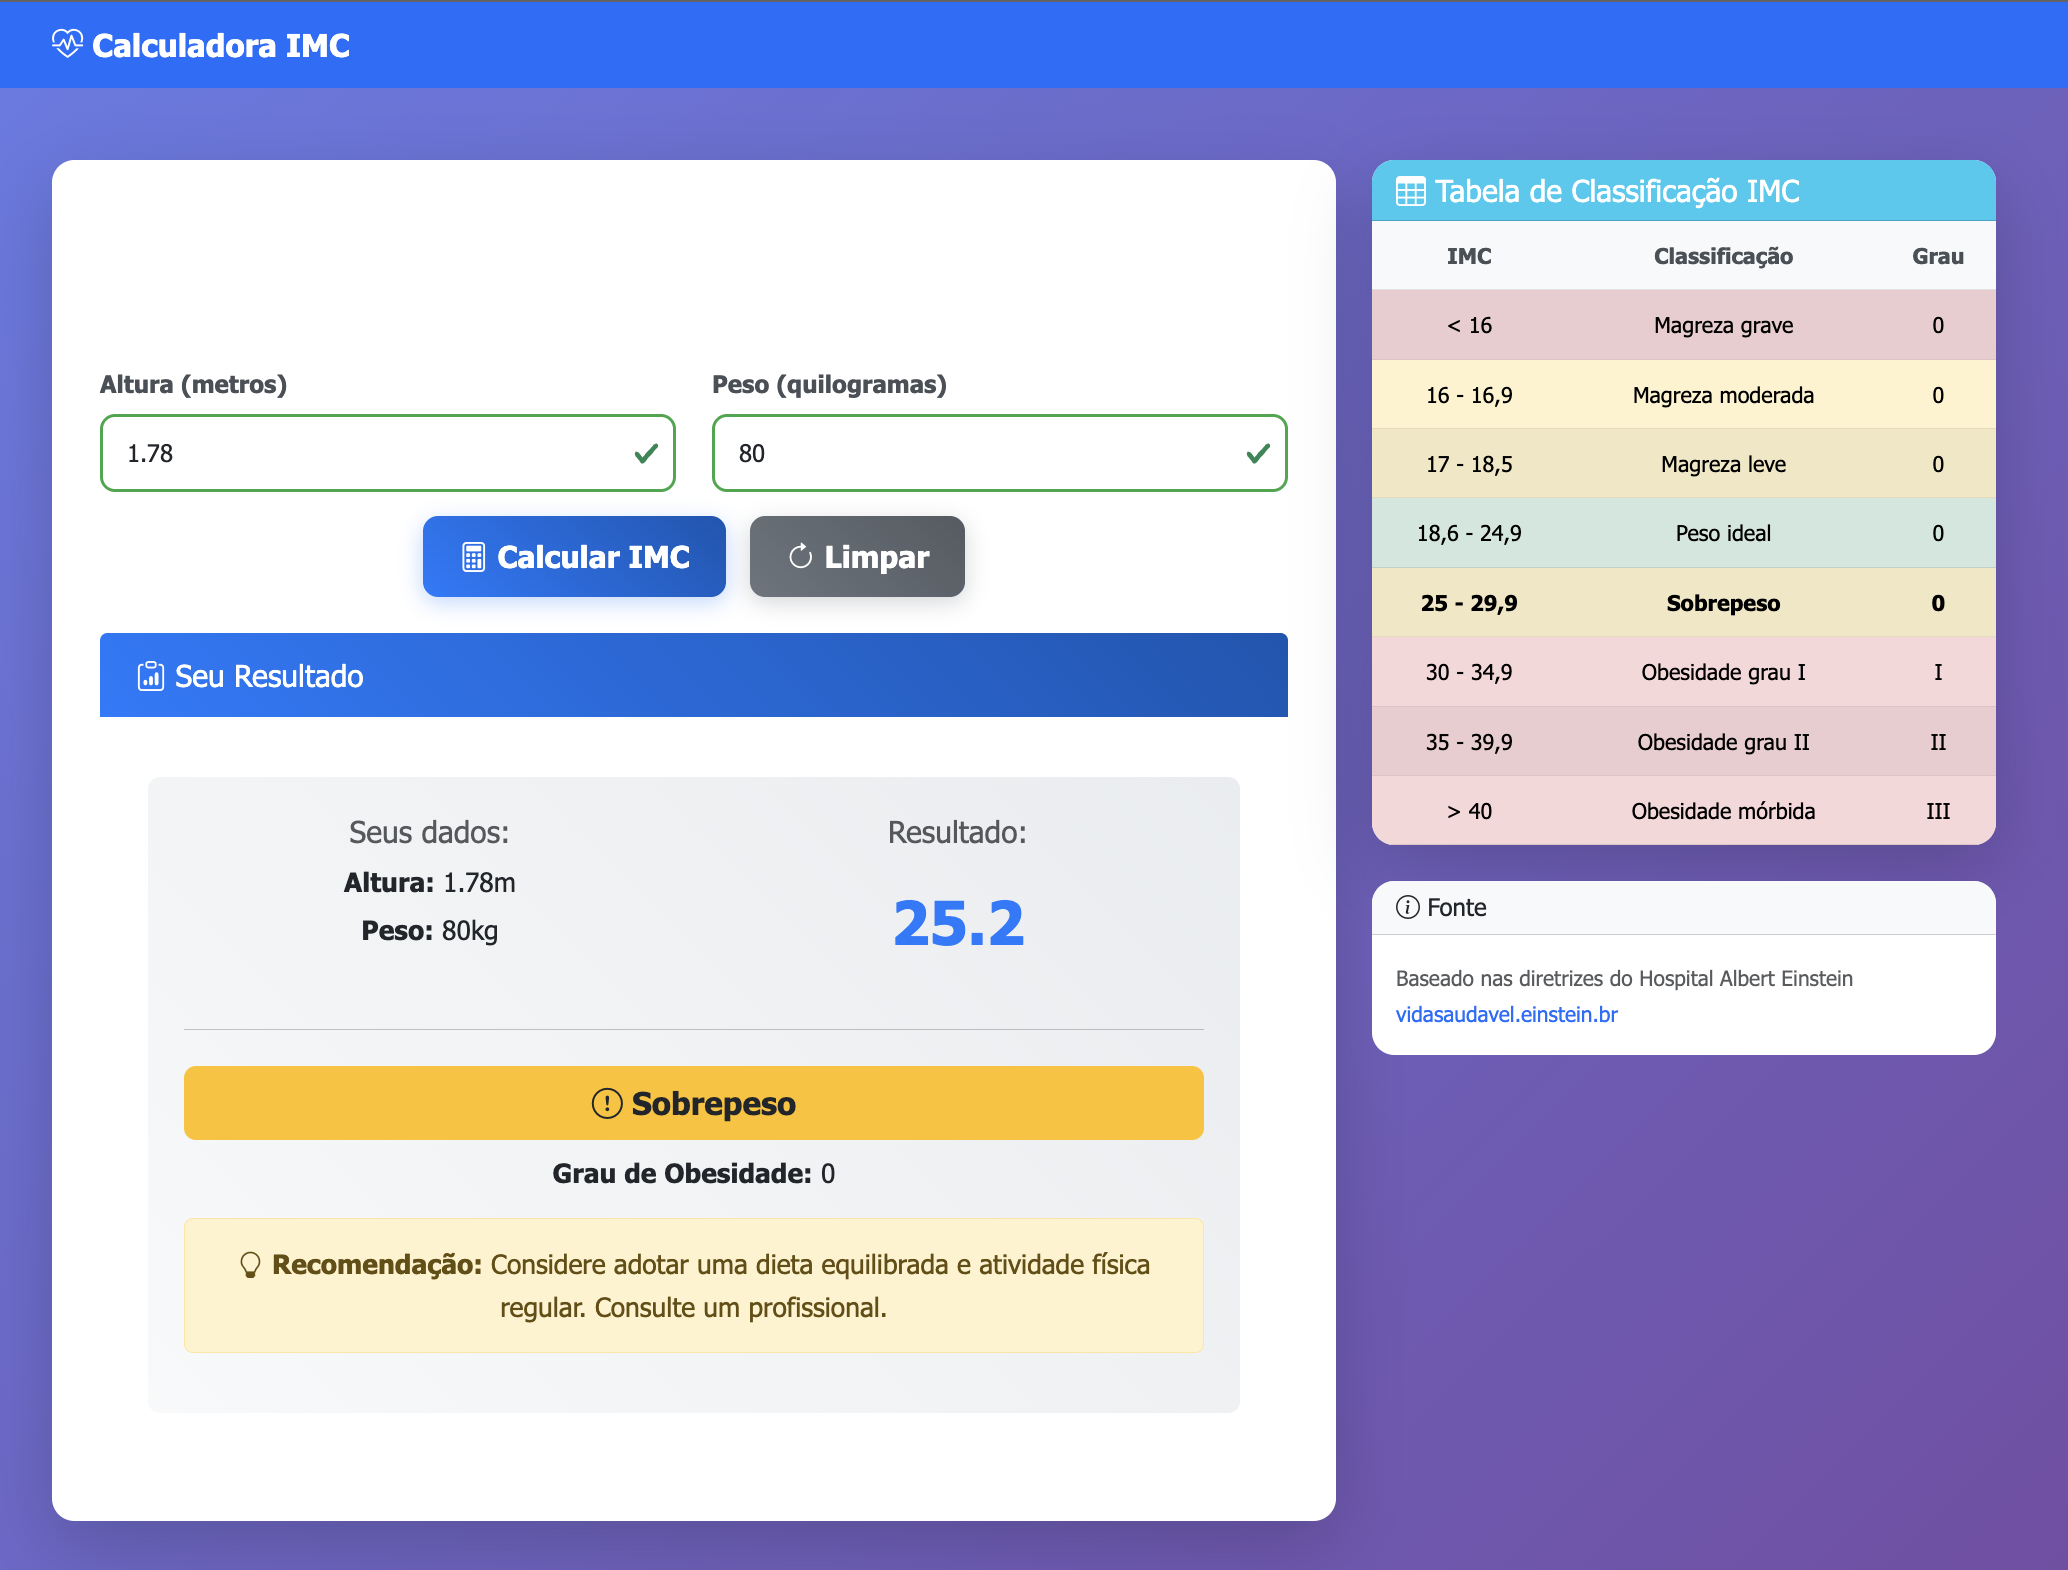 Calculadora IMC
Altura (metros)
1.78
Peso (quilogramas)
80
Calcular IMC
Limpar
Seu Resultado
Seus dados:
Altura: 1.78m
Peso: 80kg
Resultado:
25.2
Sobrepeso
Grau de Obesidade: 0
Recomendação: Considere adotar uma dieta equilibrada e atividade física
regular. Consulte um profissional.
Tabela de Classificação IMC
IMC Classificação Grau
< 16 Magreza grave 0
16 - 16,9 Magreza moderada 0
17 - 18,5 Magreza leve 0
18,6 - 24,9 Peso ideal 0
25 - 29,9 Sobrepeso 0
30 - 34,9 Obesidade grau I I
35 - 39,9 Obesidade grau II II
> 40 Obesidade mórbida III
Fonte
Baseado nas diretrizes do Hospital Albert Einstein
vidasaudavel.einstein.br